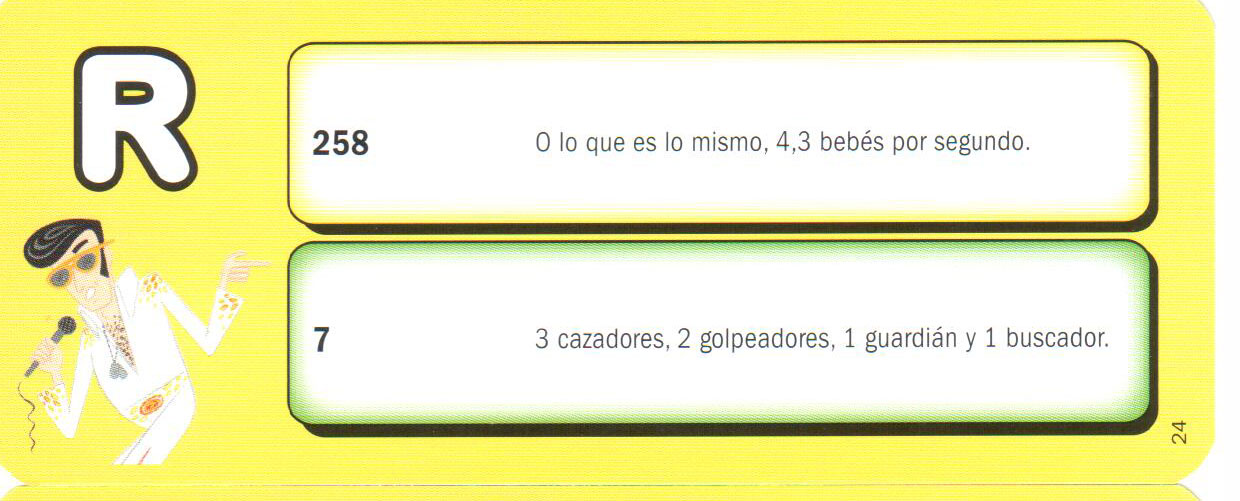 R
258 O lo que es lo mismo, 4,3 bebés por segundo.
7 3 cazadores, 2 golpeadores, 1 guardián y 1 buscador.
24